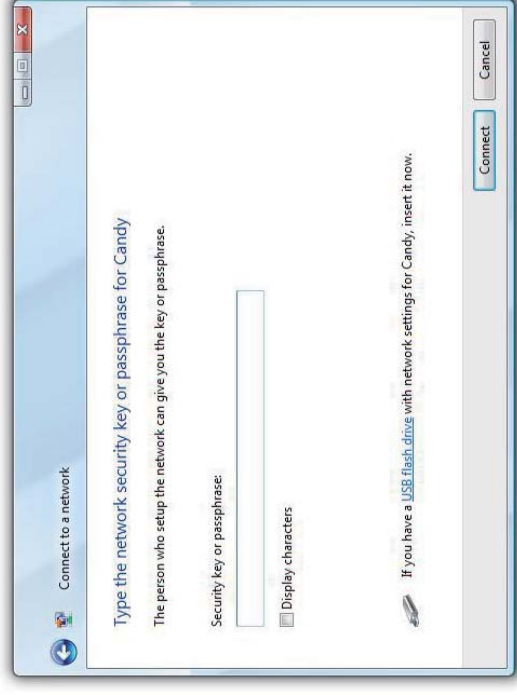 Connect to a network
Type the network security key or passphrase for Candy
The person who setup the network can give you the key or passphrase.
Security key or passphrase:
Display characters
If you have a USB flash drive with network settings for Candy, insert it now.
Connect
Cancel